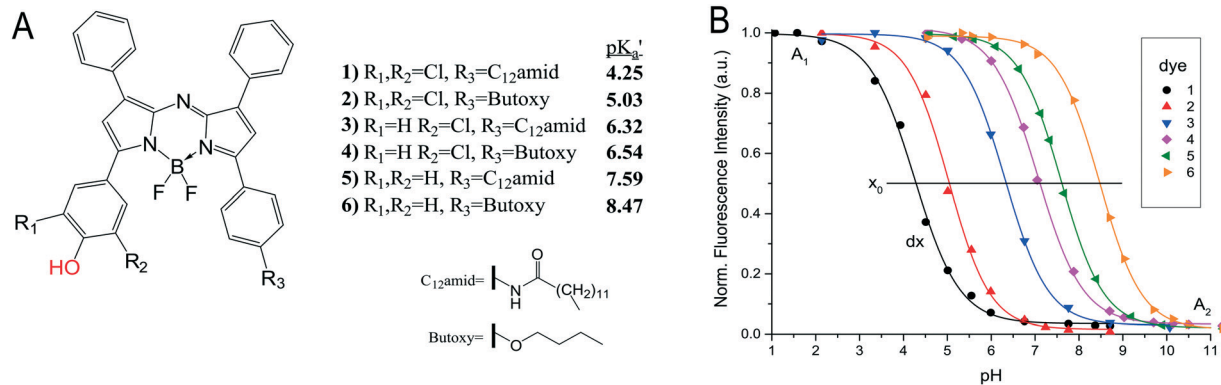 A
N
N
N
B
F
F
R1
HO
R2
R3
pKa'
1) R1,R2=Cl, R3=C12amid 4.25
2) R1,R2=Cl, R3=Butoxy 5.03
3) R1=H R2=Cl, R3=C12amid 6.32
4) R1=H R2=Cl, R3=Butoxy 6.54
5) R1,R2=H, R3=C12amid 7.59
6) R1,R2=H, R3=Butoxy 8.47
C12amid=
O
N
H
(CH2)11
Butoxy=
O
B
Norm. Fluorescence Intensity (a.u.)
1.0
0.8
0.6
0.4
0.2
0.0
A1
x0
dx
A2
dye
1
2
3
4
5
6
1 2 3 4 5 6 7 8 9 10 11
pH